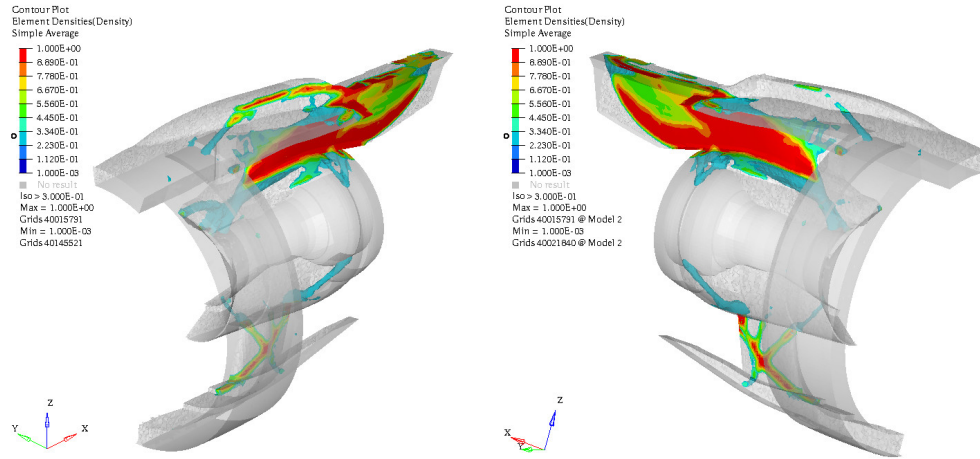 Contour Plot
Element Densities(Density)
Simple Average
1.000E+00
8.890E-01
7.780E-01
6.670E-01
5.560E-01
4.450E-01
3.340E-01
2.230E-01
1.120E-01
1.000E-03
No result
Iso > 3.000E-01
Max = 1.000E+00
Grids 40015791
Min = 1.000E-03
Grids 40145521
Z
Y
X
Contour Plot
Element Densities(Density)
Simple Average
1.000E+00
8.890E-01
7.780E-01
6.670E-01
5.560E-01
4.450E-01
3.340E-01
2.230E-01
1.120E-01
1.000E-03
No result
Iso > 3.000E-01
Max = 1.000E+00
Grids 40015791 @ Model 2
Min = 1.000E-03
Grids 40021840 @ Model 2
Z
X
Y